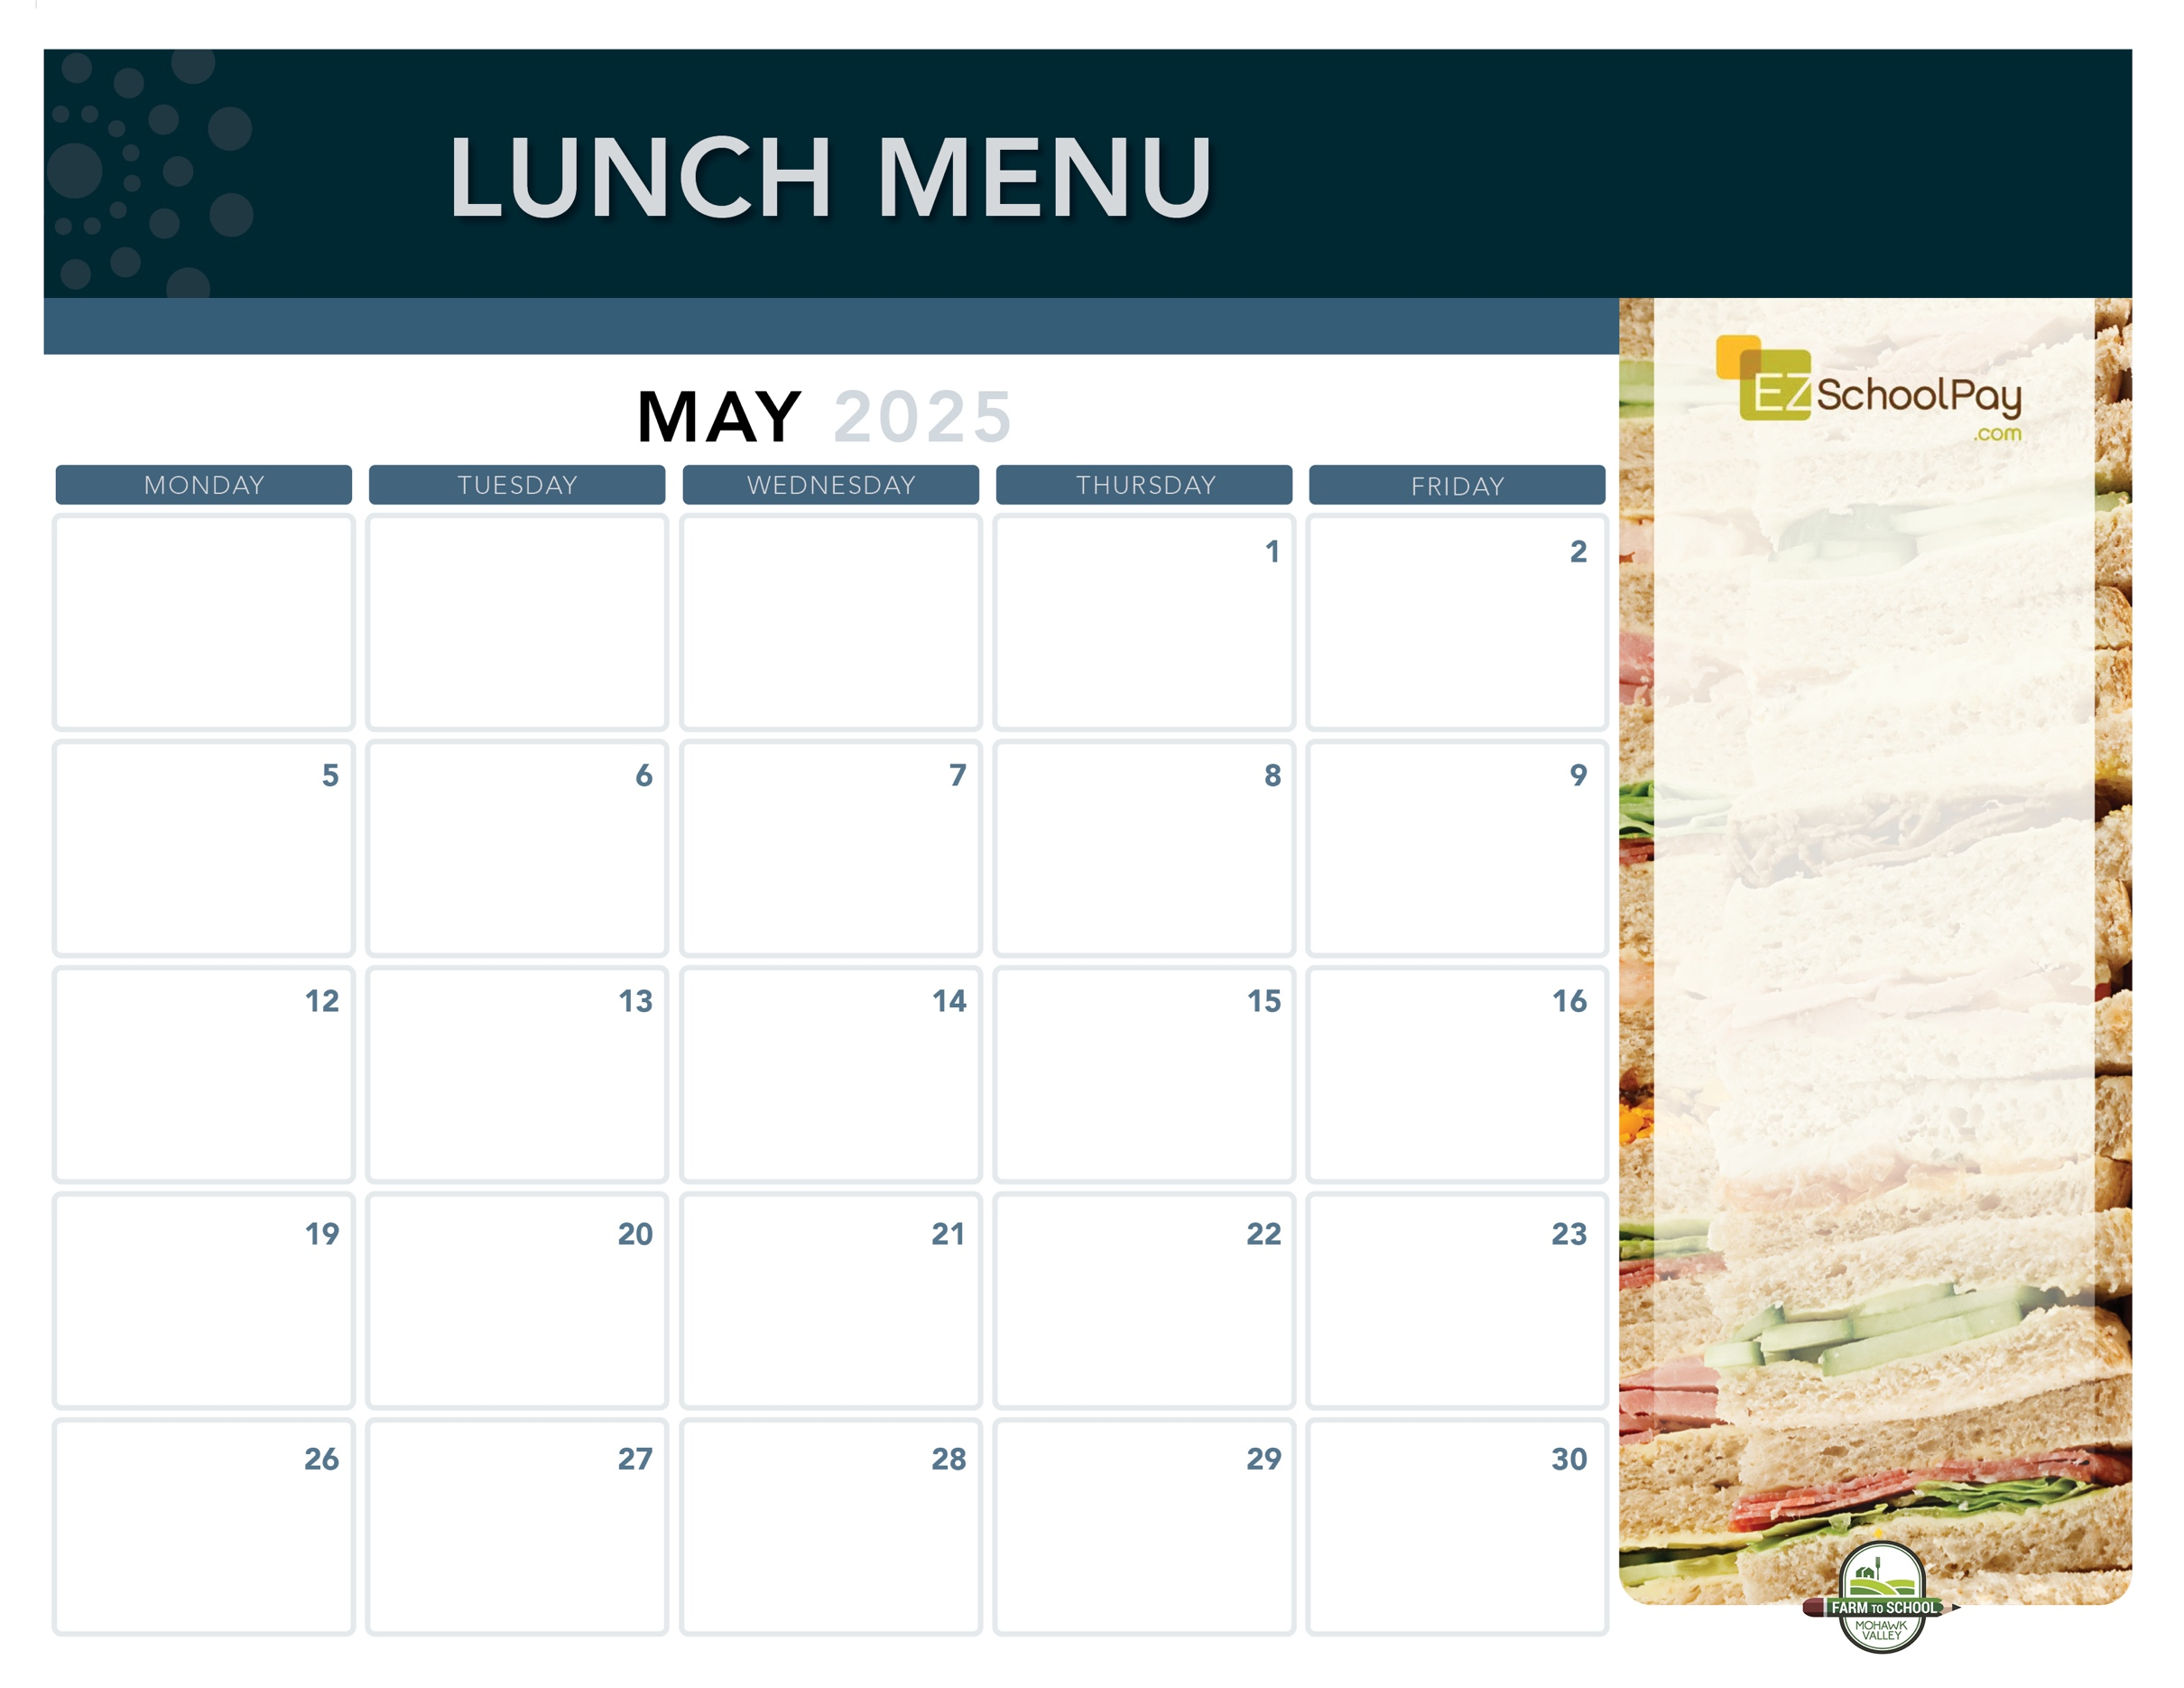 LUNCH MENU
EZSchoolPay
.com
MAY 2025
MONDAY TUESDAY WEDNESDAY THURSDAY FRIDAY
1 2
5 6 7 8 9
12 13 14 15 16
19 20 21 22 23
26 27 28 29 30
FARM TO SCHOOL
MOHAWK
VALLEY